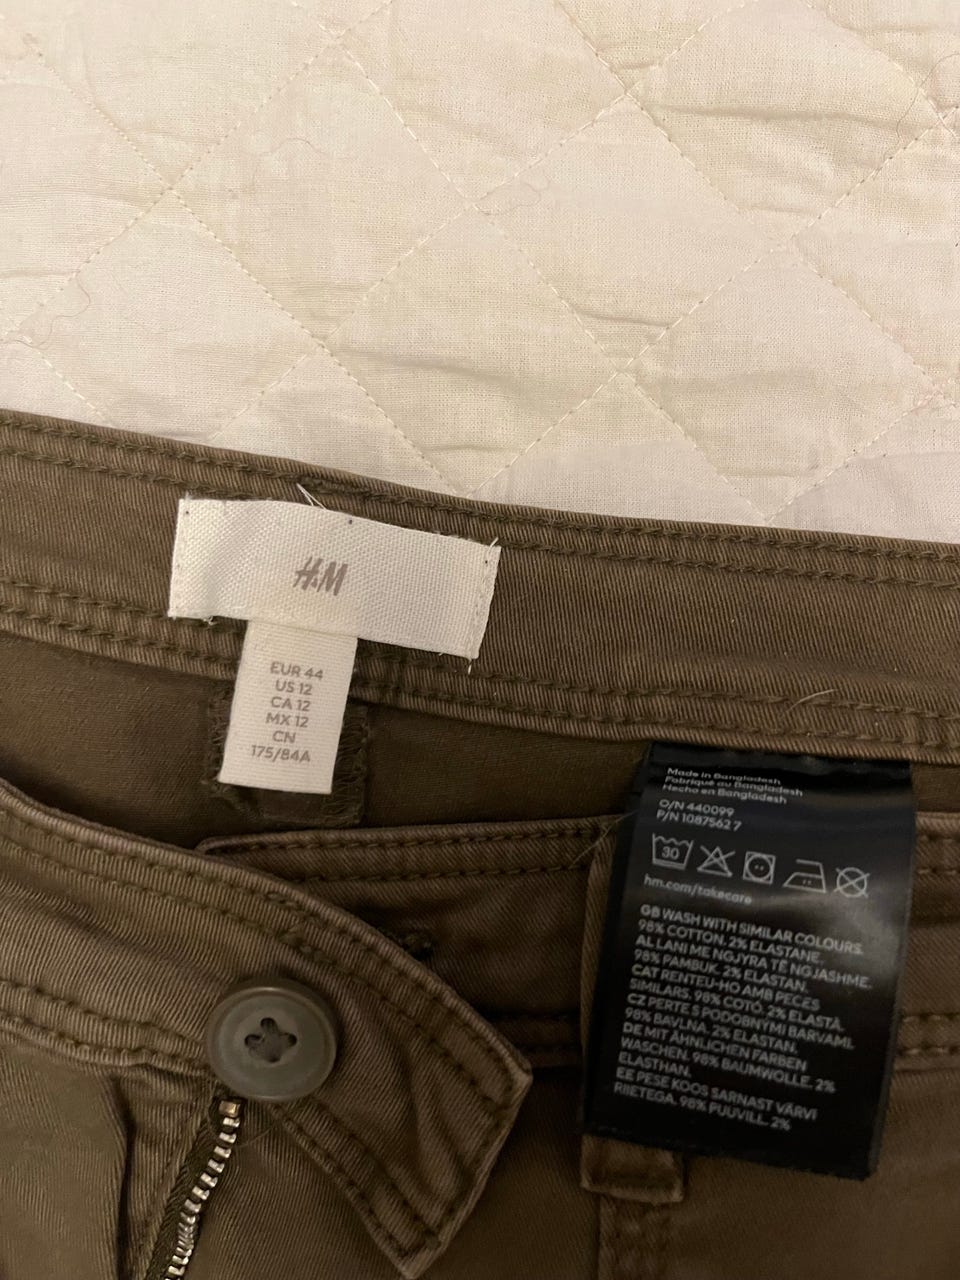 H&M
EUR 44
US 12
CA 12
MX 12
CN
175/84A
Made in Bangladesh
Fabriqué au Bangladesh
Hecho en Bangladesh
O/N 440099
P/N 1087562 7
30
hm.com/takecare
GB WASH WITH SIMILAR COLOURS.
98% COTTON. 2% ELASTANE.
AL LANI ME NGJYRA TË NGJASHME.
98% PAMBUK. 2% ELASTAN.
CAT RENTEU-HO AMB PECES
SIMILARS. 98% COTÓ. 2% ELASTÀ.
CZ PERTE S PODOBNÝMI BARVAMI.
98% BAVLNA. 2% ELASTAN.
DE MIT ÄHNLICHEN FARBEN
WASCHEN. 98% BAUMWOLLE. 2%
ELASTHAN.
EE PESE KOOS SARNAST VÄRVI
RIIETEGA. 98% PUUVILL. 2%